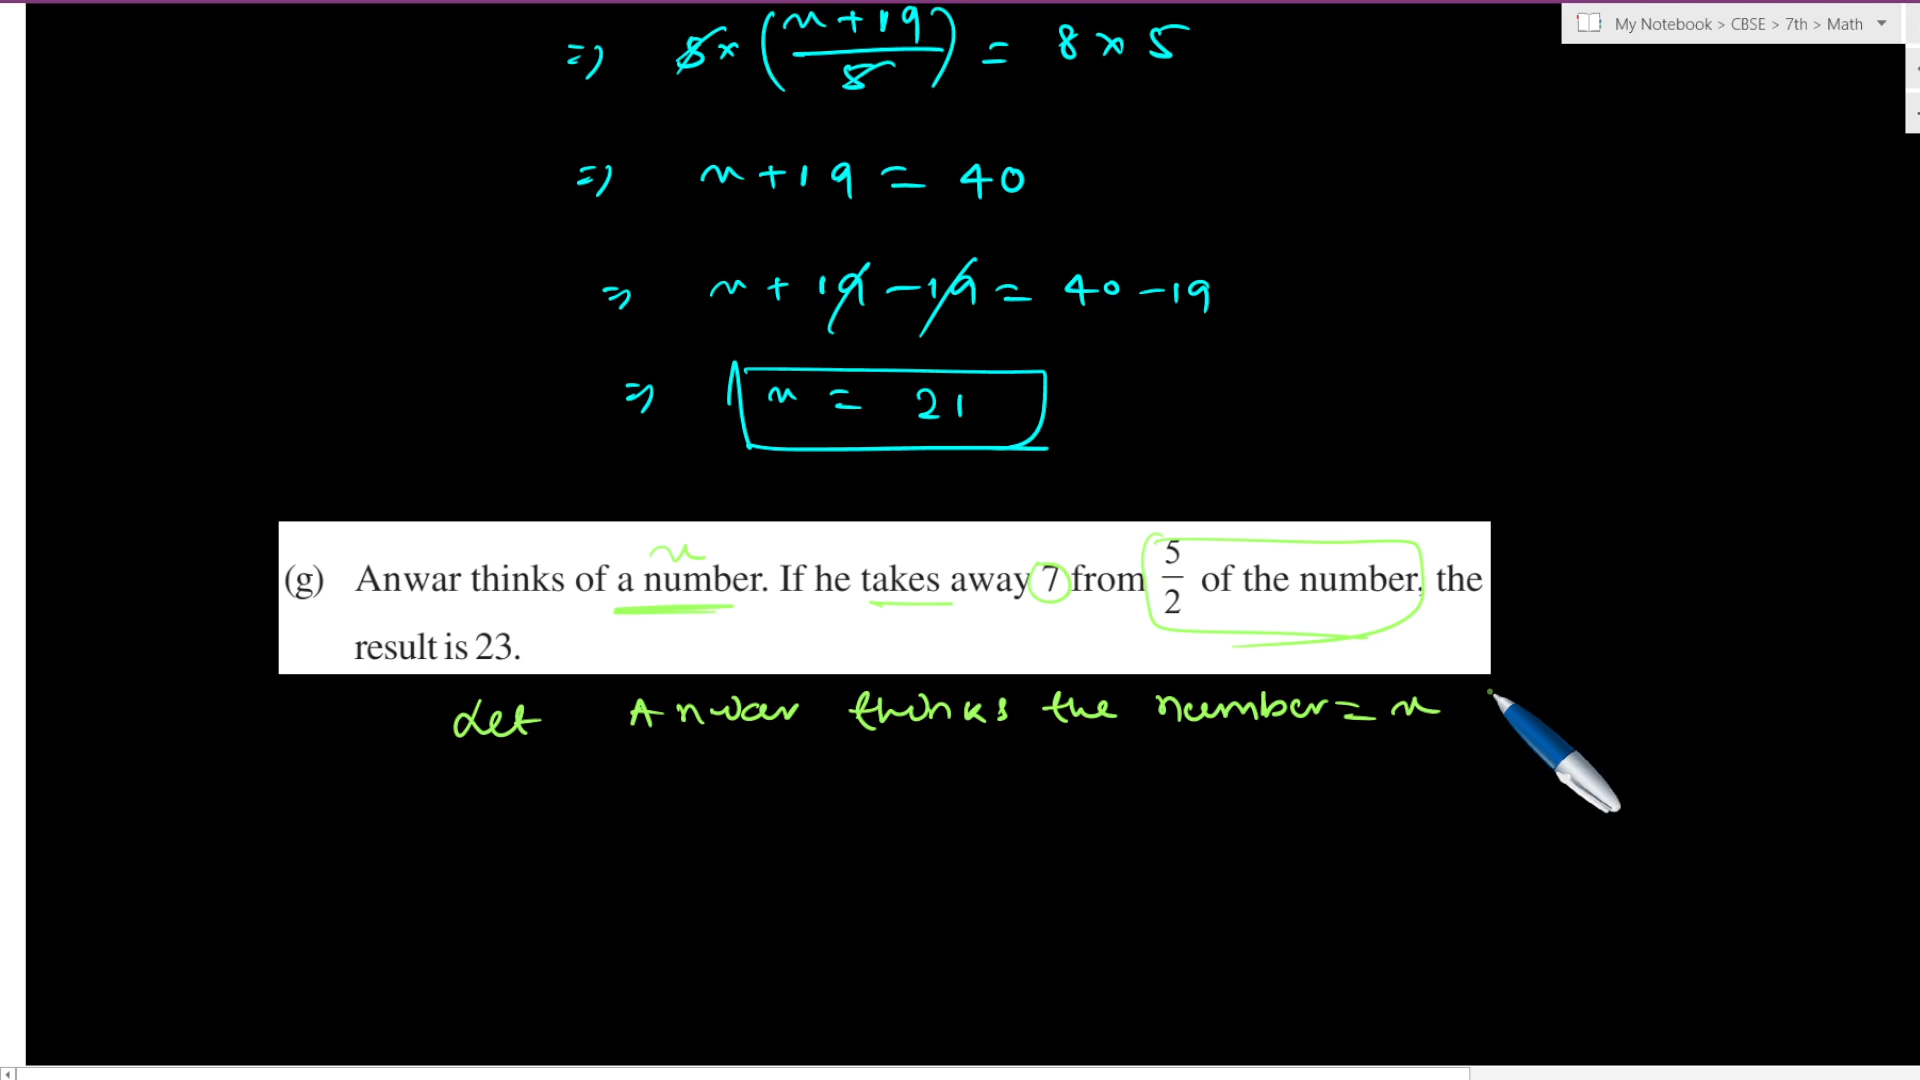 My Notebook > CBSE > 7th > Math
=> 8 x (x + 19 / 8) = 8 x 5
=> x + 19 = 40
=> x + 19 - 19 = 40 - 19
=> x = 21
x
(g) Anwar thinks of a number. If he takes away 7 from 5/2 of the number, the
result is 23.
Let Anwar thinks the number = x